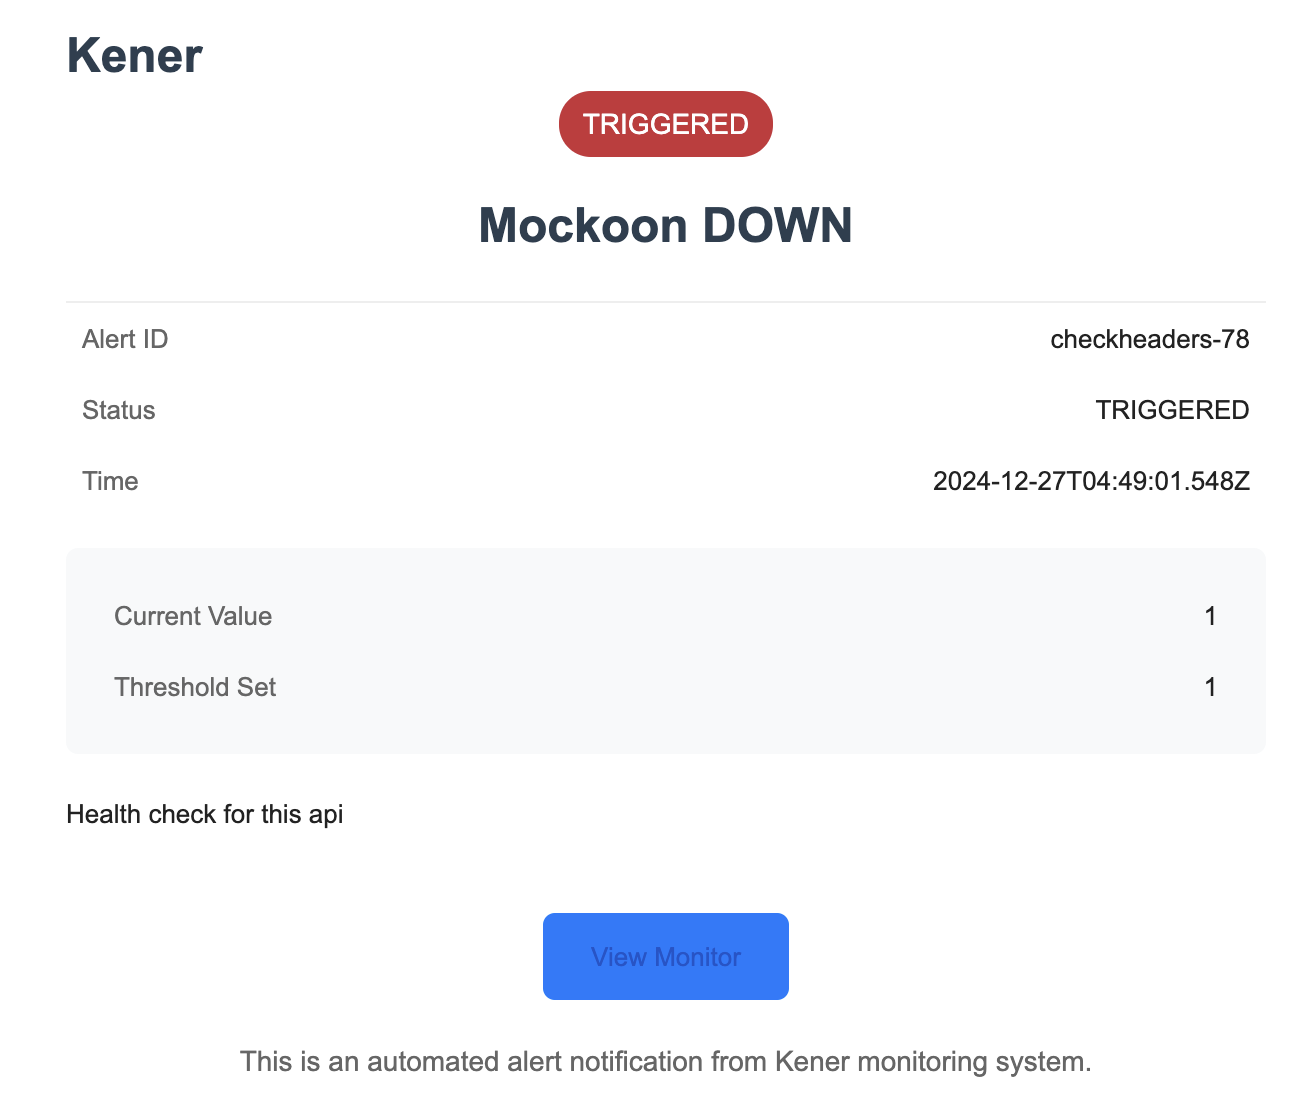 Kener
TRIGGERED
Mockoon DOWN
Alert ID checkheaders-78
Status TRIGGERED
Time 2024-12-27T04:49:01.548Z
Current Value 1
Threshold Set 1
Health check for this api
View Monitor
This is an automated alert notification from Kener monitoring system.